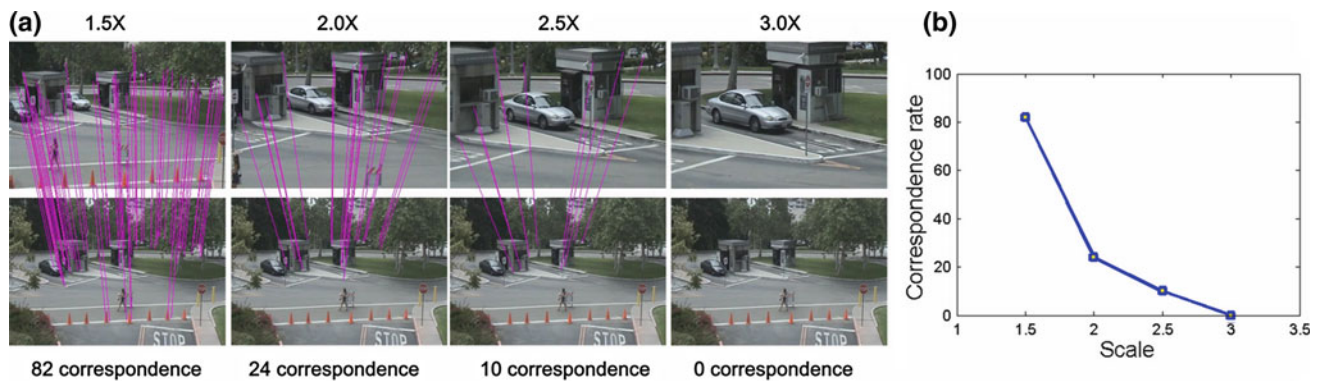 (a)
1.5X 2.0X 2.5X 3.0X
STOP STOP STOP STOP
82 correspondence 24 correspondence 10 correspondence 0 correspondence
(b)
Correspondence rate
100
80
60
40
20
0
1 1.5 2 2.5 3 3.5
Scale